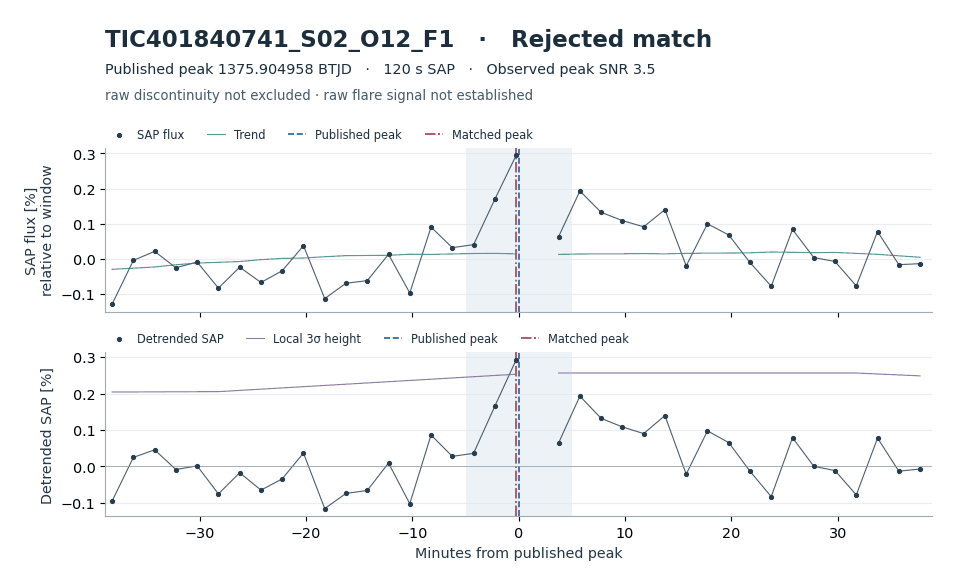 TIC401840741_S02_O12_F1 · Rejected match
Published peak 1375.904958 BTJD · 120 s SAP · Observed peak SNR 3.5
raw discontinuity not excluded · raw flare signal not established
SAP flux Trend Published peak Matched peak
SAP flux [%]
relative to window
0.3
0.2
0.1
0.0
−0.1
Detrended SAP Local 3σ height Published peak Matched peak
Detrended SAP [%]
0.3
0.2
0.1
0.0
−0.1
−30 −20 −10 0 10 20 30
Minutes from published peak